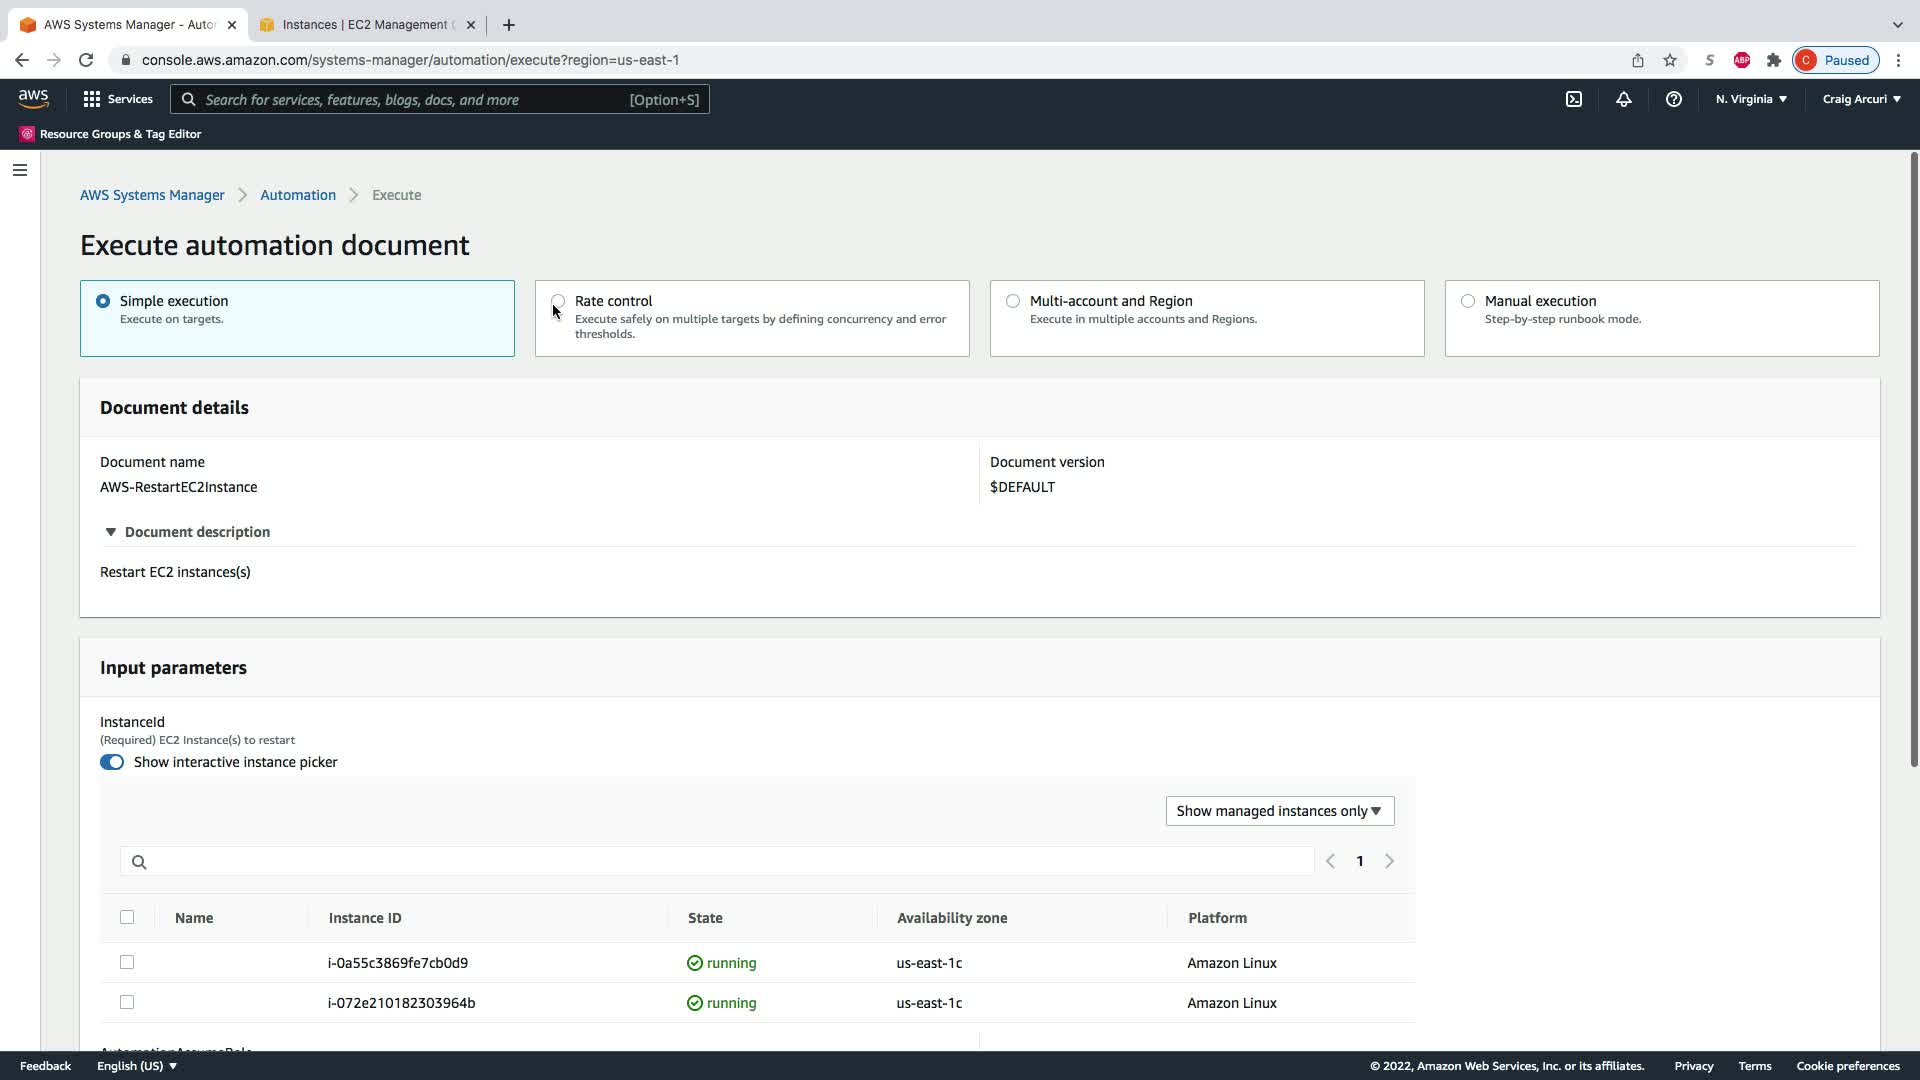 AWS Systems Manager - Autor
Instances | EC2 Management C
console.aws.amazon.com/systems-manager/automation/execute?region=us-east-1
S
ABP
C
Paused
aws
Services
Search for services, features, blogs, docs, and more
[Option+S]
N. Virginia
Craig Arcuri
Resource Groups & Tag Editor
AWS Systems Manager
Automation
Execute
Execute automation document
Simple execution
Execute on targets.
Rate control
Execute safely on multiple targets by defining concurrency and error
thresholds.
Multi-account and Region
Execute in multiple accounts and Regions.
Manual execution
Step-by-step runbook mode.
Document details
Document name
AWS-RestartEC2Instance
Document version
$DEFAULT
Document description
Restart EC2 instances(s)
Input parameters
InstanceId
(Required) EC2 Instance(s) to restart
Show interactive instance picker
Show managed instances only
1
Name
Instance ID
State
Availability zone
Platform
i-0a55c3869fe7cb0d9
running
us-east-1c
Amazon Linux
i-072e210182303964b
running
us-east-1c
Amazon Linux
AutomationAssumeRole
Feedback
English (US)
© 2022, Amazon Web Services, Inc. or its affiliates.
Privacy
Terms
Cookie preferences